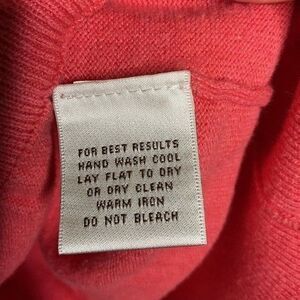 FOR BEST RESULTS
HAND WASH COOL
LAY FLAT TO DRY
OR DRY CLEAN
WARM IRON
DO NOT BLEACH